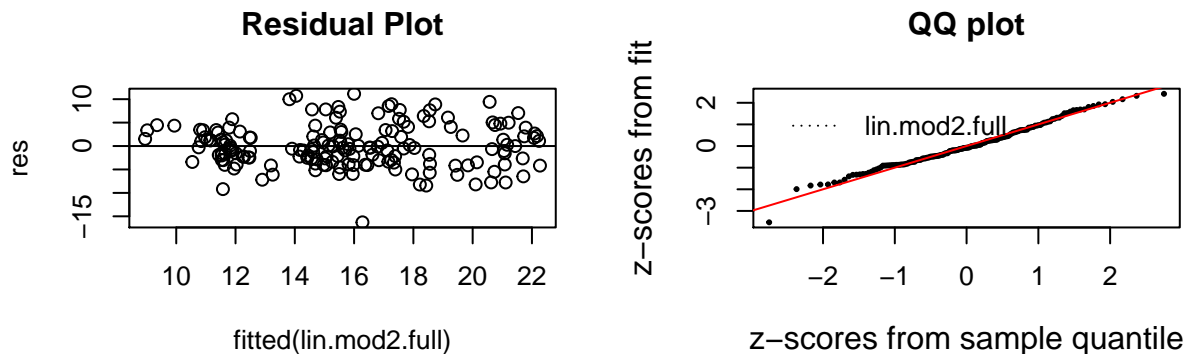 Residual Plot
res
10
0
−15
10
12
14
16
18
20
22
fitted(lin.mod2.full)
QQ plot
z−scores from fit
2
0
−3
lin.mod2.full
−2
−1
0
1
2
z−scores from sample quantile